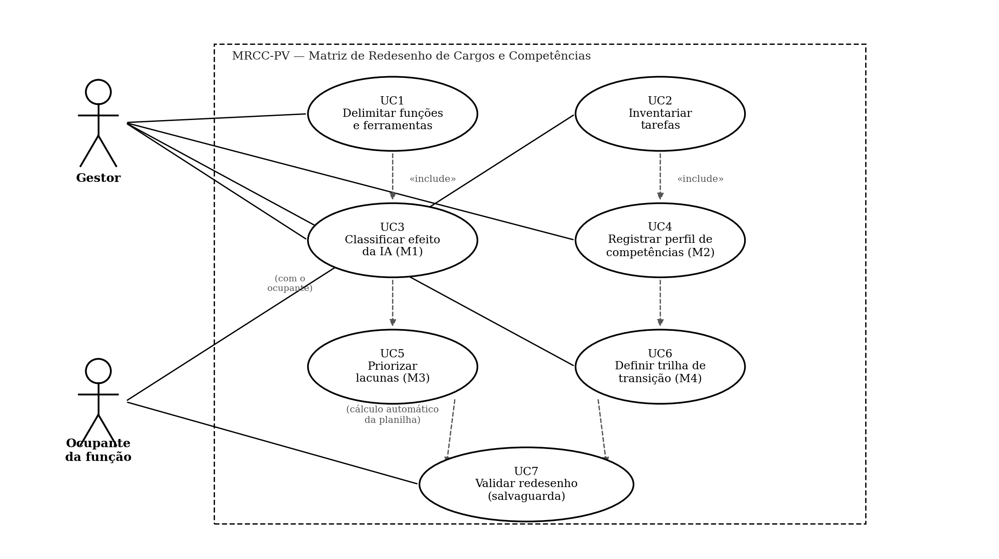 MRCC-PV — Matriz de Redesenho de Cargos e Competências
UC1
Delimitar funções
e ferramentas
UC2
Inventariar
tarefas
Gestor
«include»
«include»
UC3
Classificar efeito
da IA (M1)
UC4
Registrar perfil de
competências (M2)
(com o
ocupante)
UC5
Priorizar
lacunas (M3)
UC6
Definir trilha de
transição (M4)
(cálculo automático
da planilha)
Ocupante
da função
UC7
Validar redesenho
(salvaguarda)